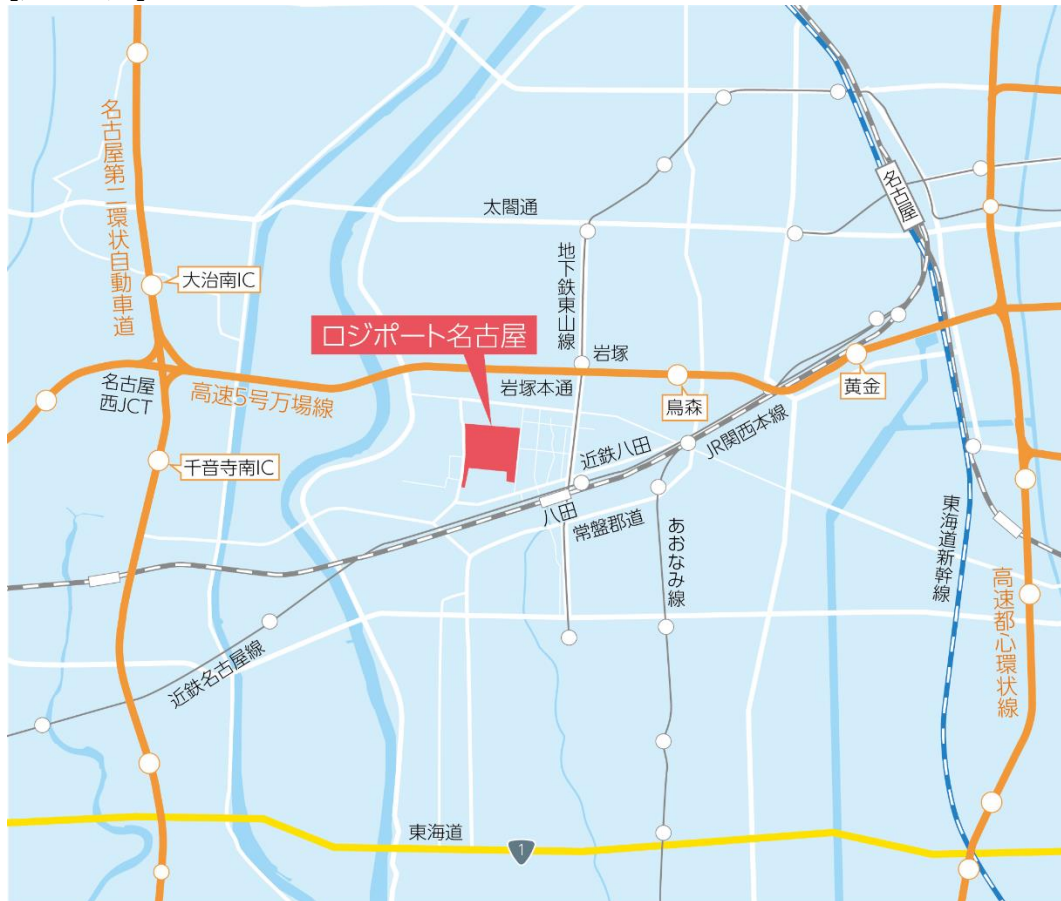 名古屋第二環状自動車道
太閤通
名古屋
大治南IC
地下鉄東山線
ロジポート名古屋
岩塚
岩塚本通
名古屋
西JCT
高速5号万場線
烏森
黄金
千音寺南IC
近鉄八田
JR関西本線
八田
常盤郡道
あおなみ線
東海道新幹線
高速都心環状線
近鉄名古屋線
東海道
1